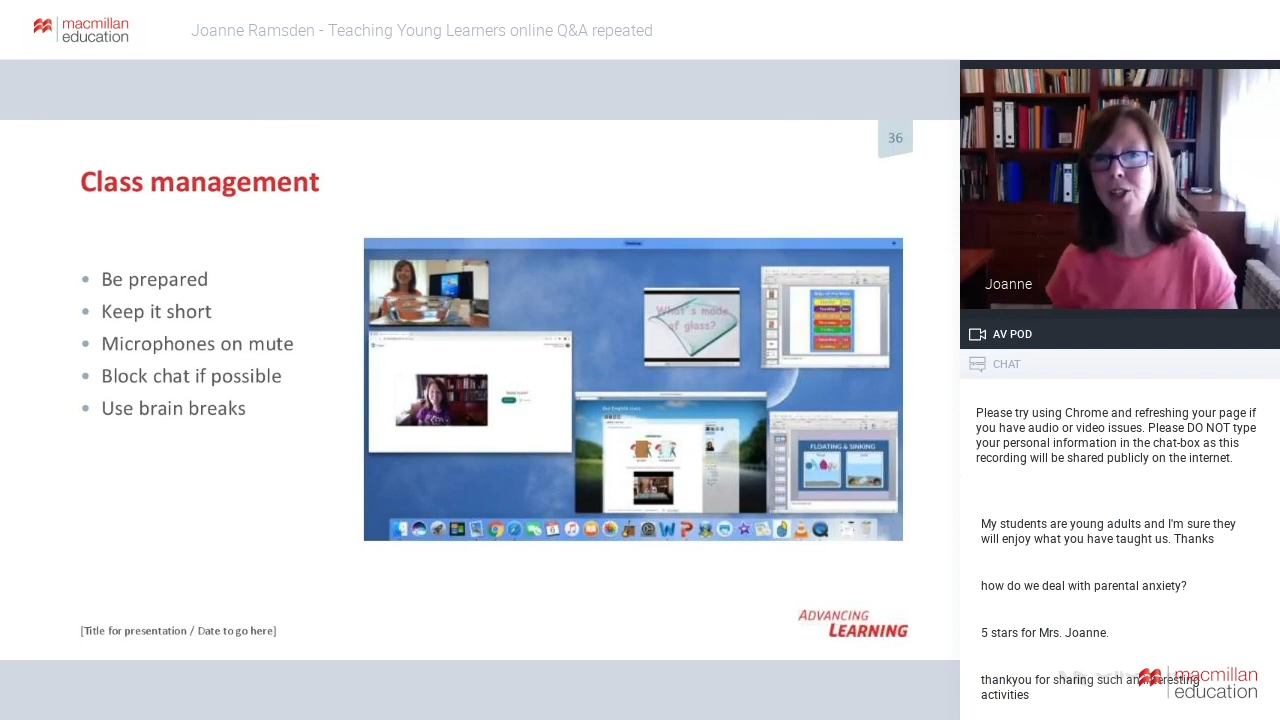 macmillan
education
Joanne Ramsden - Teaching Young Learners online Q&A repeated
36
Class management
Be prepared
Keep it short
Microphones on mute
Block chat if possible
Use brain breaks
What's made
of glass?
FLOATING & SINKING
[Title for presentation / Date to go here]
ADVANCING
LEARNING
Joanne
AV POD
CHAT
Please try using Chrome and refreshing your page if
you have audio or video issues. Please DO NOT type
your personal information in the chat-box as this
recording will be shared publicly on the internet.
My students are young adults and I'm sure they
will enjoy what you have taught us. Thanks
how do we deal with parental anxiety?
5 stars for Mrs. Joanne.
thankyou for sharing such an interesting
activities
macmillan
education